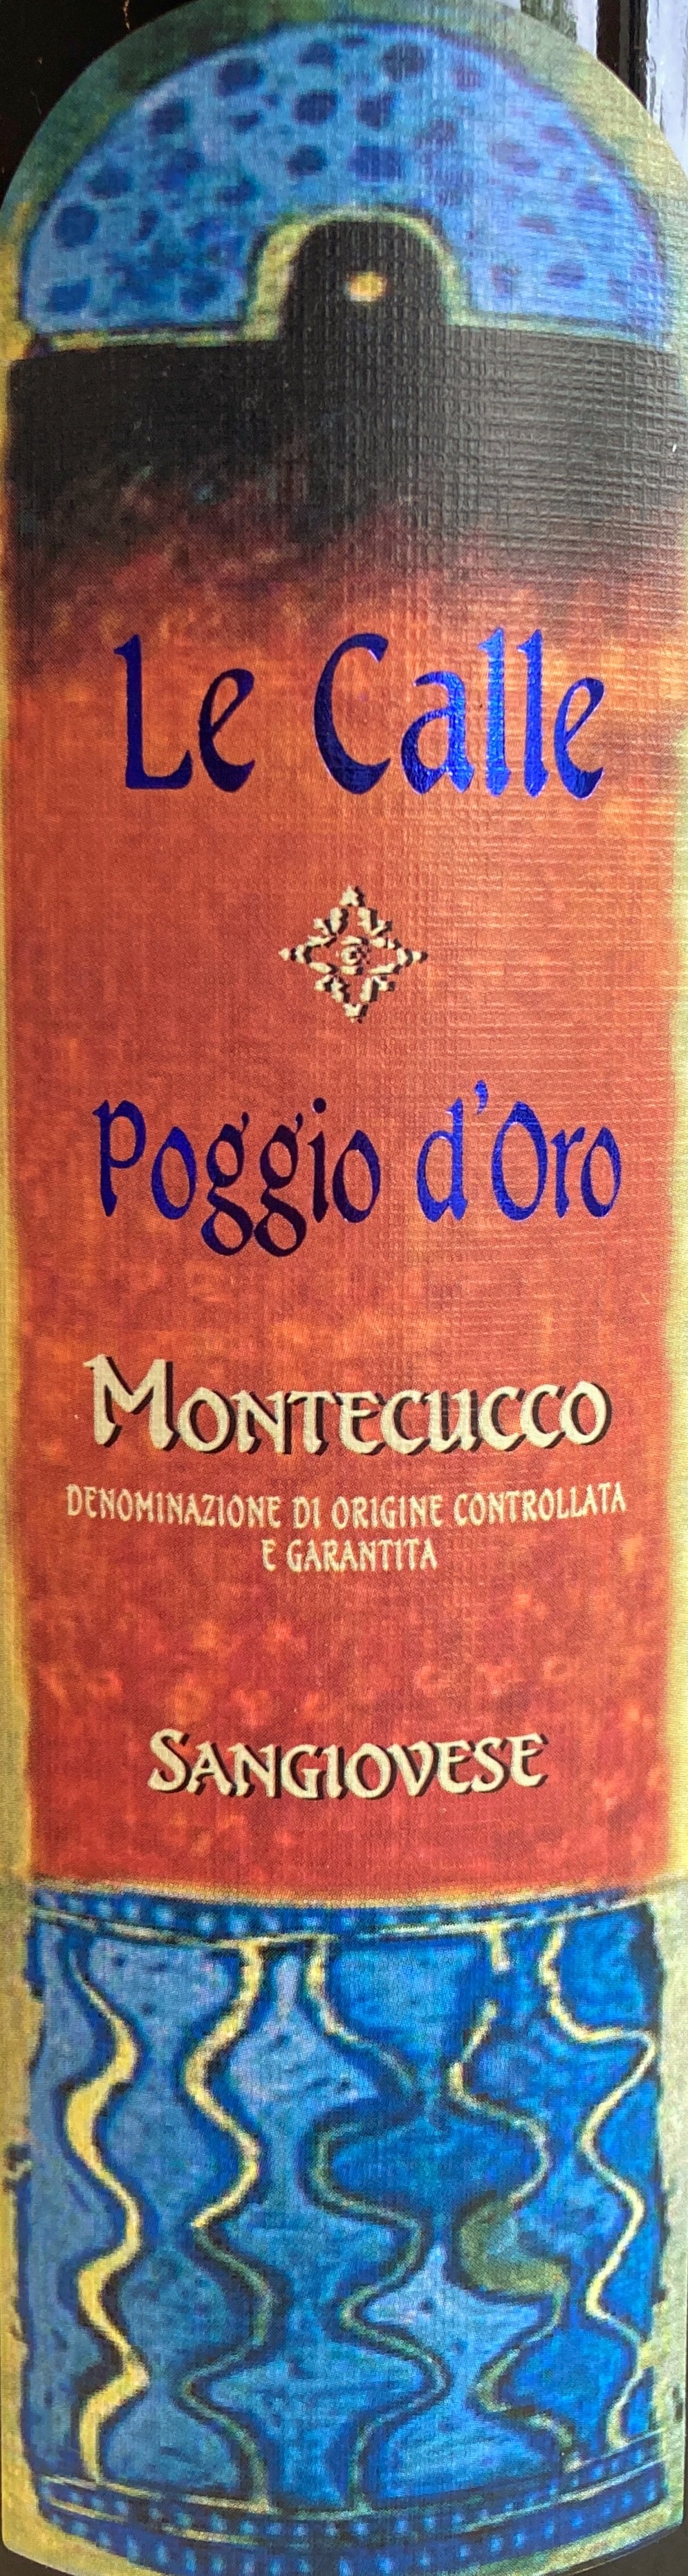 Le Calle
Poggio d'Oro
MONTECUCCO
DENOMINAZIONE DI ORIGINE CONTROLLATA
E GARANTITA
SANGIOVESE